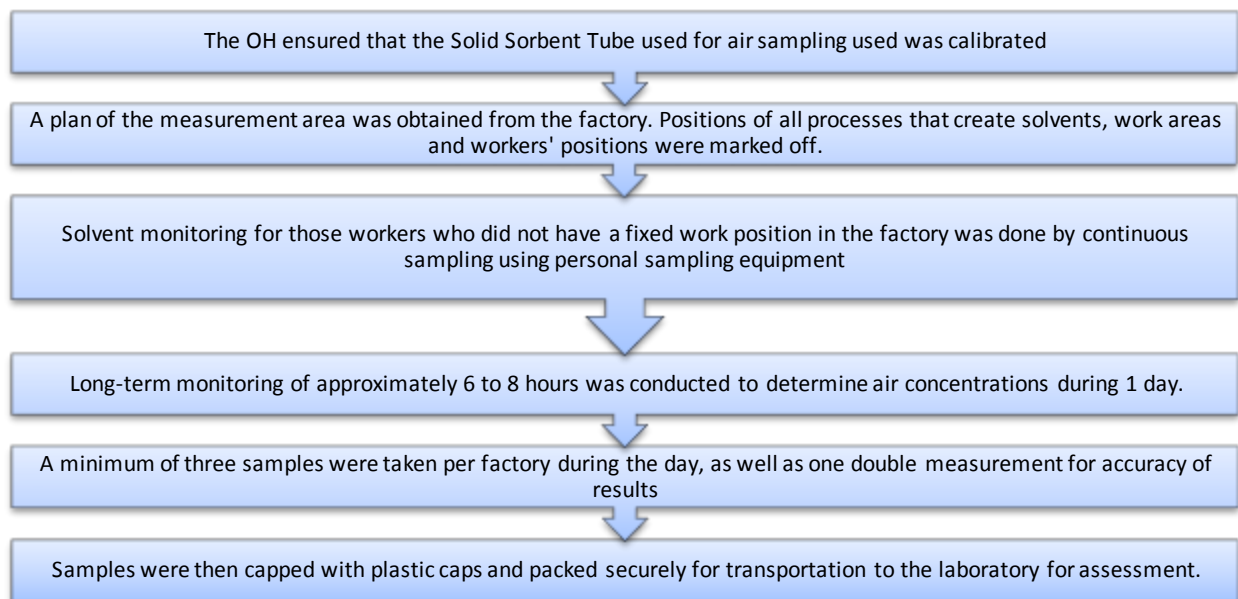 The OH ensured that the Solid Sorbent Tube used for air sampling used was calibrated
A plan of the measurement area was obtained from the factory. Positions of all processes that create solvents, work areas
and workers' positions were marked off.
Solvent monitoring for those workers who did not have a fixed work position in the factory was done by continuous
sampling using personal sampling equipment
Long-term monitoring of approximately 6 to 8 hours was conducted to determine air concentrations during 1 day.
A minimum of three samples were taken per factory during the day, as well as one double measurement for accuracy of
results
Samples were then capped with plastic caps and packed securely for transportation to the laboratory for assessment.